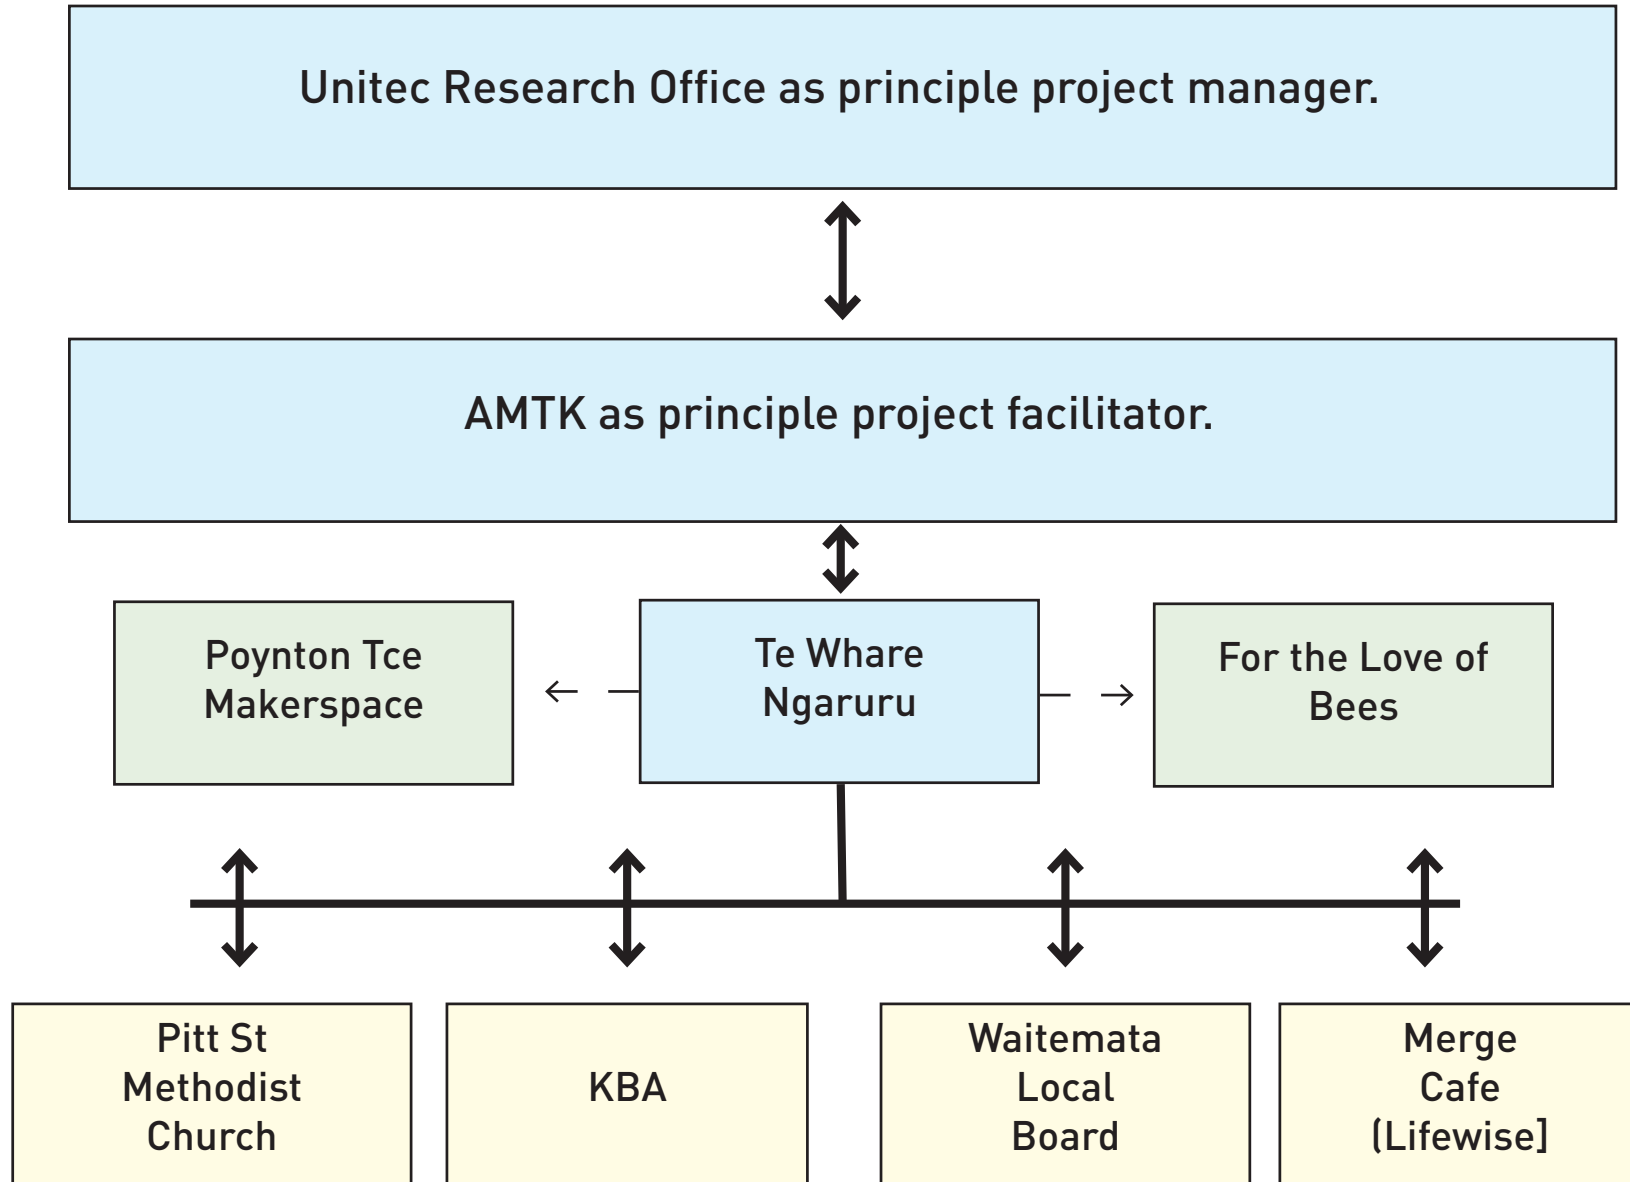 Unitec Research Office as principle project manager.
AMTK as principle project facilitator.
Poynton Tce
Makerspace
Te Whare
Ngaruru
For the Love of
Bees
Pitt St
Methodist
Church
KBA
Waitemata
Local
Board
Merge
Cafe
(Lifewise]